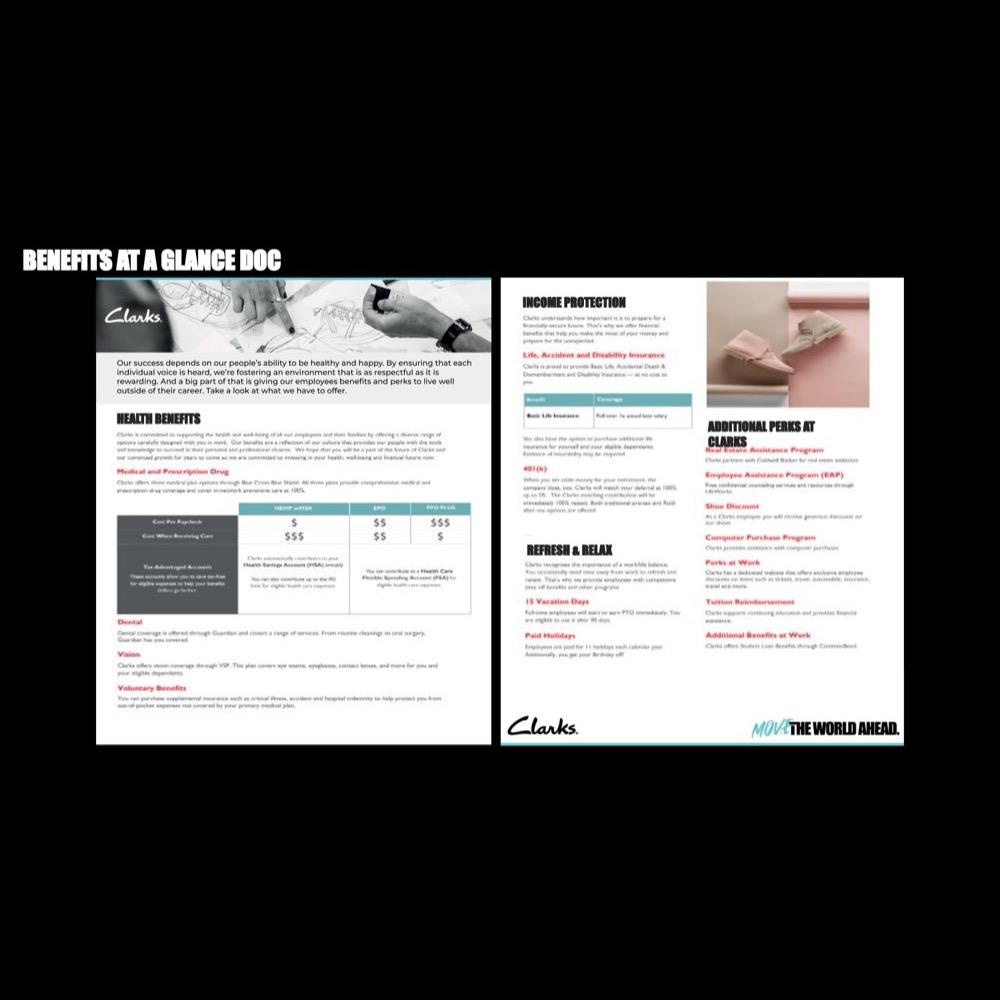 BENEFITS AT A GLANCE DOC
Clarks.
Our success depends on our people's ability to be healthy and happy. By ensuring that each
individual voice is heard, we're fostering an environment that is as respectful as it is
rewarding. And a big part of that is giving our employees benefits and perks to live well
outside of their career. Take a look at what we have to offer.
HEALTH BENEFITS
Clarks is committed to supporting the health and well-being of all our employees and their families by offering a diverse range of
options carefully designed with you in mind. Our benefits are a reflection of our culture that provides our people with the tools
and knowledge to succeed in their personal and professional choices. We hope that you will be a part of the future of Clarks and
our continued growth for years to come as we are committed to investing in your health, well-being and financial future now.
Medical and Prescription Drug
Clarks offers three medical plan options through Blue Cross Blue Shield. All three plans provide comprehensive medical and
prescription drug coverage and cover in-network preventive care at 100%.
HDHP w/HSA EPO PPO PLUS
Cost Per Paycheck $ $$ $$$
Cost When Receiving Care $$$ $$ $
Tax-Advantaged Accounts
These accounts allow you to save tax-free
for eligible expenses to help your benefits
dollars go further.
Clarks automatically contributes to your
Health Savings Account (HSA) annually
You can also contribute up to the IRS
limit for eligible health care expenses.
You can contribute to a Health Care
Flexible Spending Account (FSA) for
eligible health care expenses.
Dental
Dental coverage is offered through Guardian and covers a range of services. From routine cleanings to oral surgery,
Guardian has you covered.
Vision
Clarks offers vision coverage through VSP. This plan covers eye exams, eyeglasses, contact lenses, and more for you and
your eligible dependents.
Voluntary Benefits
You can purchase supplemental insurance such as critical illness, accident and hospital indemnity to help protect you from
out-of-pocket expenses not covered by your primary medical plan.
INCOME PROTECTION
Clarks understands how important it is to prepare for a
financially-secure future. That's why we offer financial
benefits that help you make the most of your money and
prepare for the unexpected.
Life, Accident and Disability Insurance
Clarks is proud to provide Basic Life, Accidental Death &
Dismemberment and Disability Insurance — at no cost to
you.
Benefit Coverage
Basic Life Insurance Full-time: 1x annual base salary
You also have the option to purchase additional life
insurance for yourself and your eligible dependents.
Evidence of insurability may be required.
401(k)
When you set aside money for your retirement, the
company does, too. Clarks will match your deferral at 100%
up to 5%. The Clarks matching contribution will be
immediately 100% vested. Both traditional pre-tax and Roth
after-tax options are offered.
REFRESH & RELAX
Clarks recognizes the importance of a work/life balance.
You occasionally need time away from work to refresh and
renew. That's why we provide employees with competitive
time off benefits and other programs.
15 Vacation Days
Full-time employees will start to earn PTO immediately. You
are eligible to use it after 90 days.
Paid Holidays
Employees are paid for 11 holidays each calendar year.
Additionally, you get your Birthday off!
ADDITIONAL PERKS AT
CLARKS
Real Estate Assistance Program
Clarks partners with Coldwell Banker for real estate assistance
Employee Assistance Program (EAP)
Free confidential counseling services and resources through
LifeWorks
Shoe Discount
As a Clarks employee you will receive generous discounts on
our shoes
Computer Purchase Program
Clarks provides assistance with computer purchases
Perks at Work
Clarks has a dedicated website that offers exclusive employee
discounts on items such as tickets, travel, automobile, insurance,
travel and more.
Tuition Reimbursement
Clarks supports continuing education and provides financial
assistance.
Additional Benefits at Work
Clarks offers Student Loan Benefits through CommonBond
Clarks.
MOVE THE WORLD AHEAD.